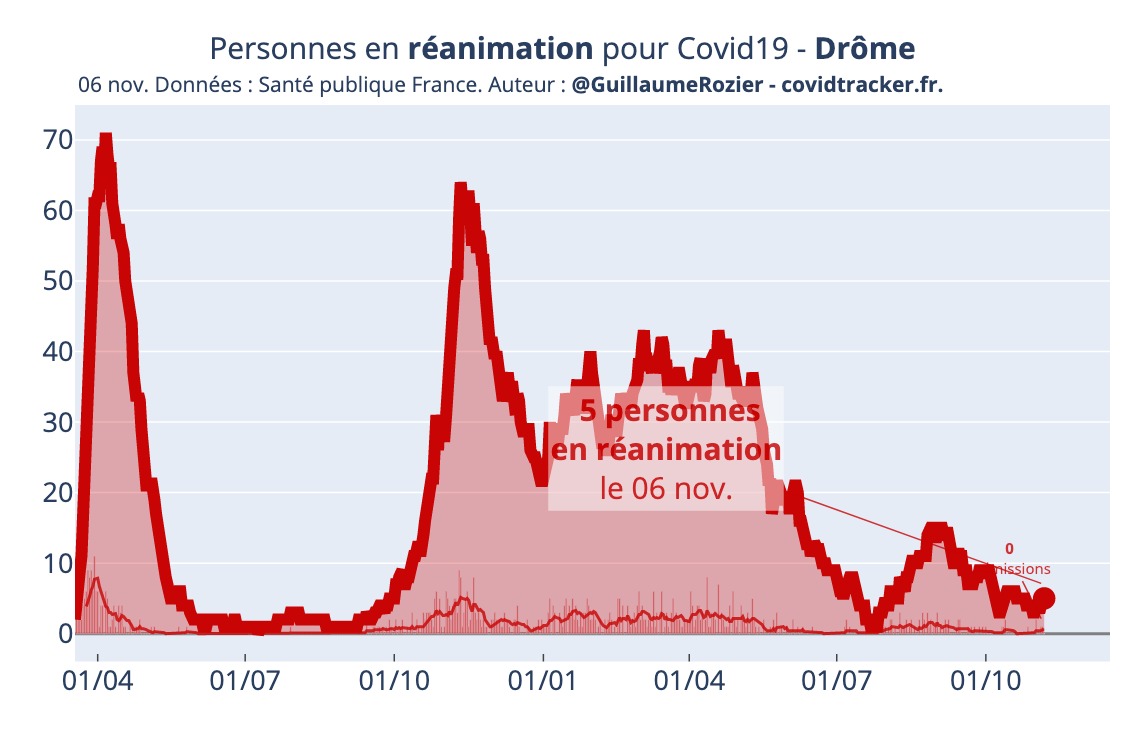 Personnes en réanimation pour Covid19 - Drôme
06 nov. Données : Santé publique France. Auteur : @GuillaumeRozier - covidtracker.fr.
70
60
50
40
30
20
10
0
5 personnes
en réanimation
le 06 nov.
0
01/04 01/07 01/10 01/01 01/04 01/07 01/10